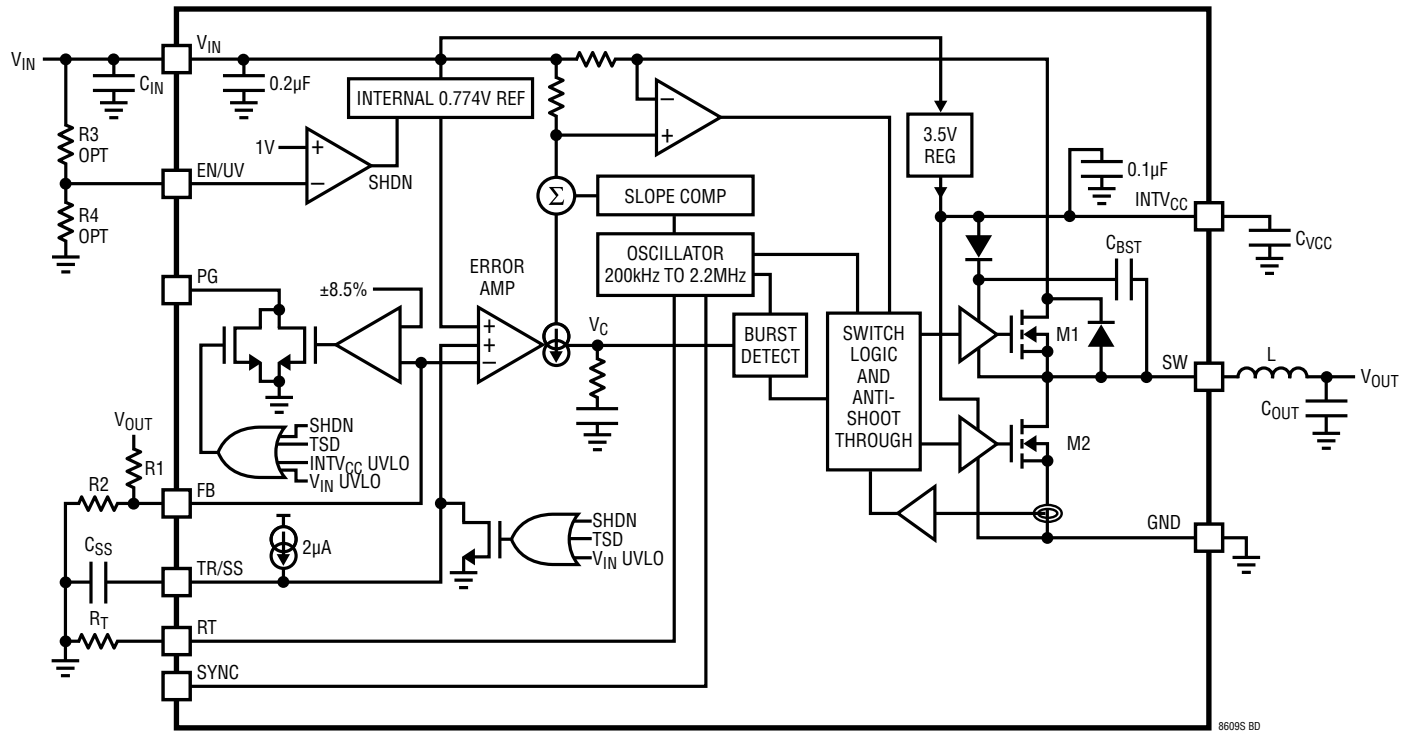 VIN
VIN
CIN
0.2µF
INTERNAL 0.774V REF
R3
OPT
1V
+
−
SHDN
EN/UV
R4
OPT
−
+
3.5V
REG
0.1µF
INTVCC
CVCC
Σ
SLOPE COMP
OSCILLATOR
200kHz TO 2.2MHz
CBST
PG
±8.5%
ERROR
AMP
+
+
−
VC
BURST
DETECT
SWITCH
LOGIC
AND
ANTI-
SHOOT
THROUGH
M1
SW
L
VOUT
COUT
M2
VOUT
R1
R2
FB
SHDN
TSD
INTVCC UVLO
VIN UVLO
SHDN
TSD
VIN UVLO
GND
CSS
2µA
TR/SS
RT
RT
SYNC
8609S BD